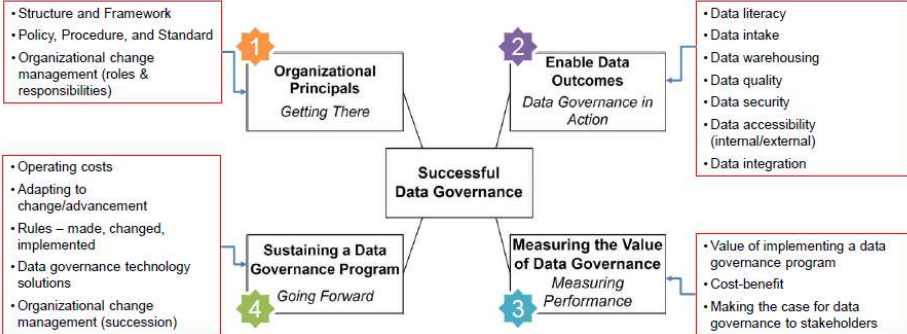 • Structure and Framework
• Policy, Procedure, and Standard
• Organizational change
management (roles &
responsibilities)
1
Organizational
Principals
Getting There
2
Enable Data
Outcomes
Data Governance in
Action
• Data literacy
• Data intake
• Data warehousing
• Data quality
• Data security
• Data accessibility
(internal/external)
• Data integration
Successful
Data Governance
• Operating costs
• Adapting to
change/advancement
• Rules – made, changed,
implemented
• Data governance technology
solutions
• Organizational change
management (succession)
Sustaining a Data
Governance Program
Going Forward
4
Measuring the Value
of Data Governance
Measuring
Performance
3
• Value of implementing a data
governance program
• Cost-benefit
• Making the case for data
governance to stakeholders